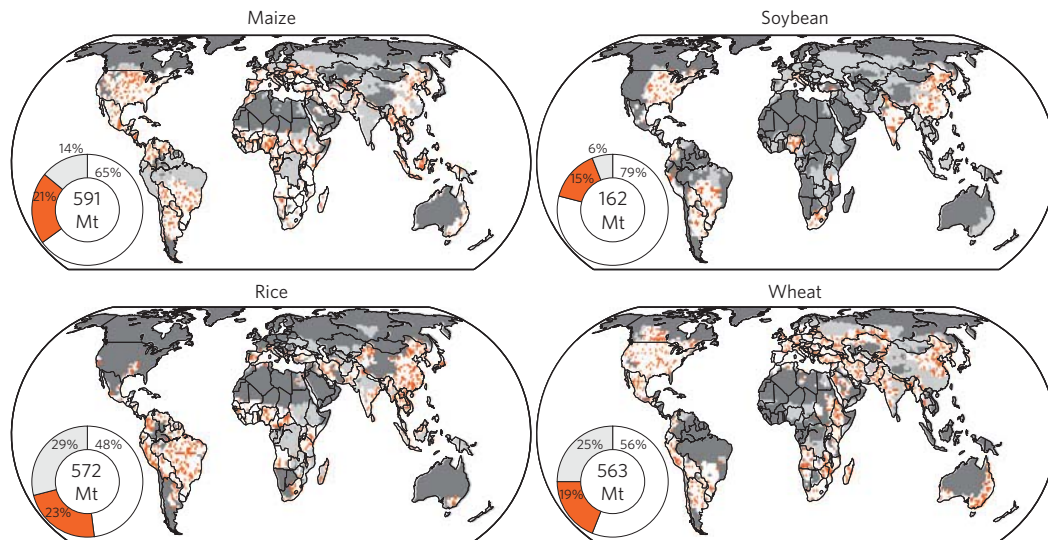 Maize
14%
65%
21%
591
Mt
Soybean
6%
79%
15%
162
Mt
Rice
29%
48%
23%
572
Mt
Wheat
25%
56%
19%
563
Mt